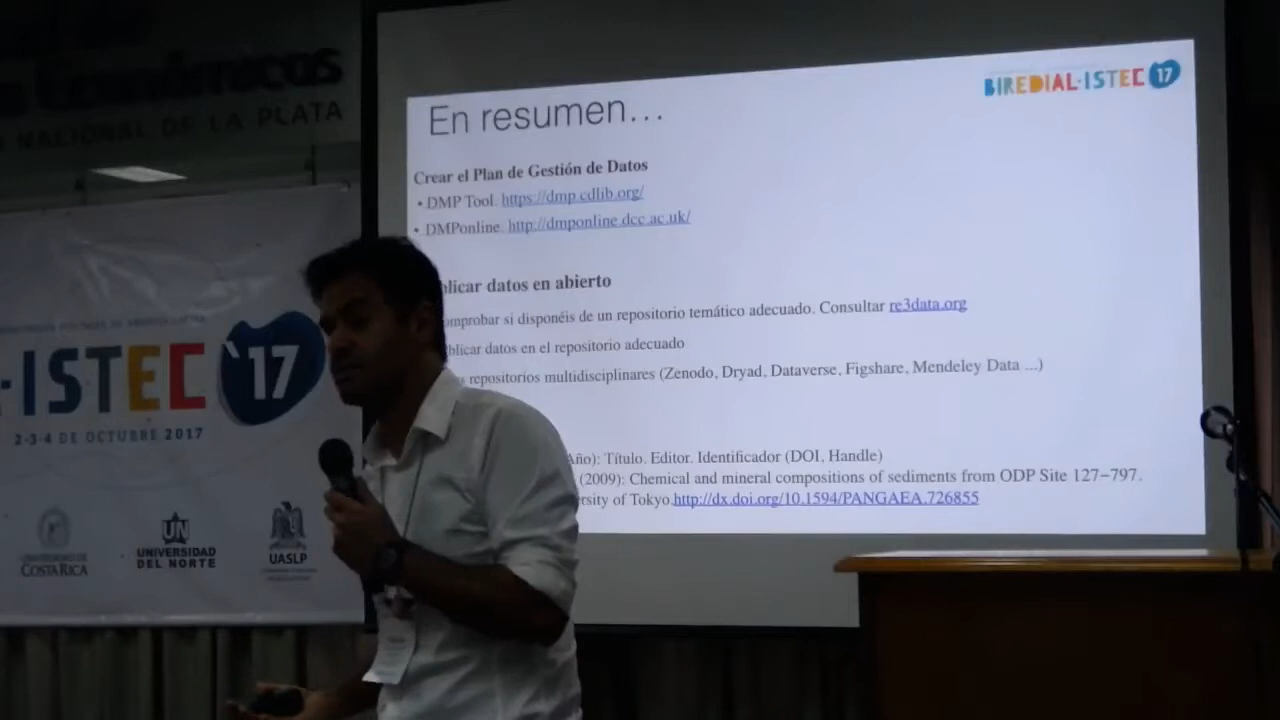 Económicas
NACIONAL DE LA PLATA
BIREDIAL-ISTEC '17
En resumen...
Crear el Plan de Gestión de Datos
• DMP Tool. https://dmp.cdlib.org/
• DMPonline. http://dmponline.dcc.ac.uk/
blicar datos en abierto
omprobar si disponéis de un repositorio temático adecuado. Consultar re3data.org
blicar datos en el repositorio adecuado
repositorios multidisciplinares (Zenodo, Dryad, Dataverse, Figshare, Mendeley Data ...)
Año): Título. Editor. Identificador (DOI, Handle)
(2009): Chemical and mineral compositions of sediments from ODP Site 127−797.
ersity of Tokyo.http://dx.doi.org/10.1594/PANGAEA.726855
-ISTEC '17
2-3-4 DE OCTUBRE 2017
UNIVERSIDAD DE
COSTA RICA
UN
UNIVERSIDAD
DEL NORTE
UASLP